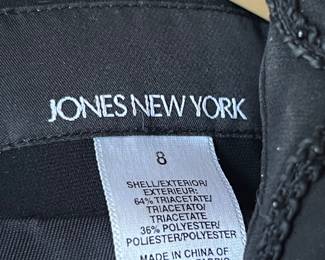 JONES NEW YORK
8
SHELL/EXTERIOR/
EXTERIEUR:
64% TRIACETATE/
TRIACETATO/
TRIACETATE
36% POLYESTER/
POLIESTER/POLYESTER
MADE IN CHINA OF